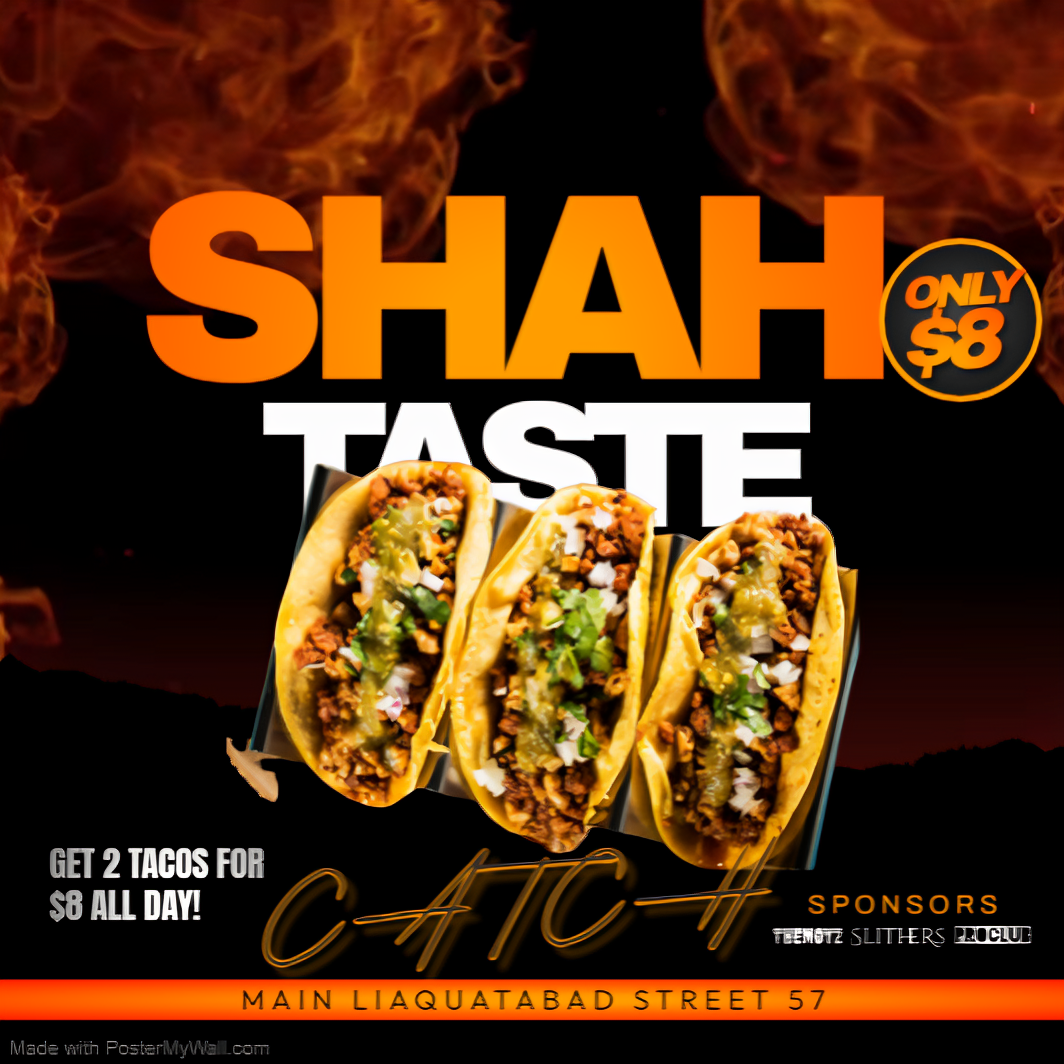 SHAH
ONLY
$8
TASTE
GET 2 TACOS FOR
$8 ALL DAY!
CATCH
SPONSORS
SLITHERS PROCLUB
MAIN LIAQUATABAD STREET 57
Made with PosterMyWall.com